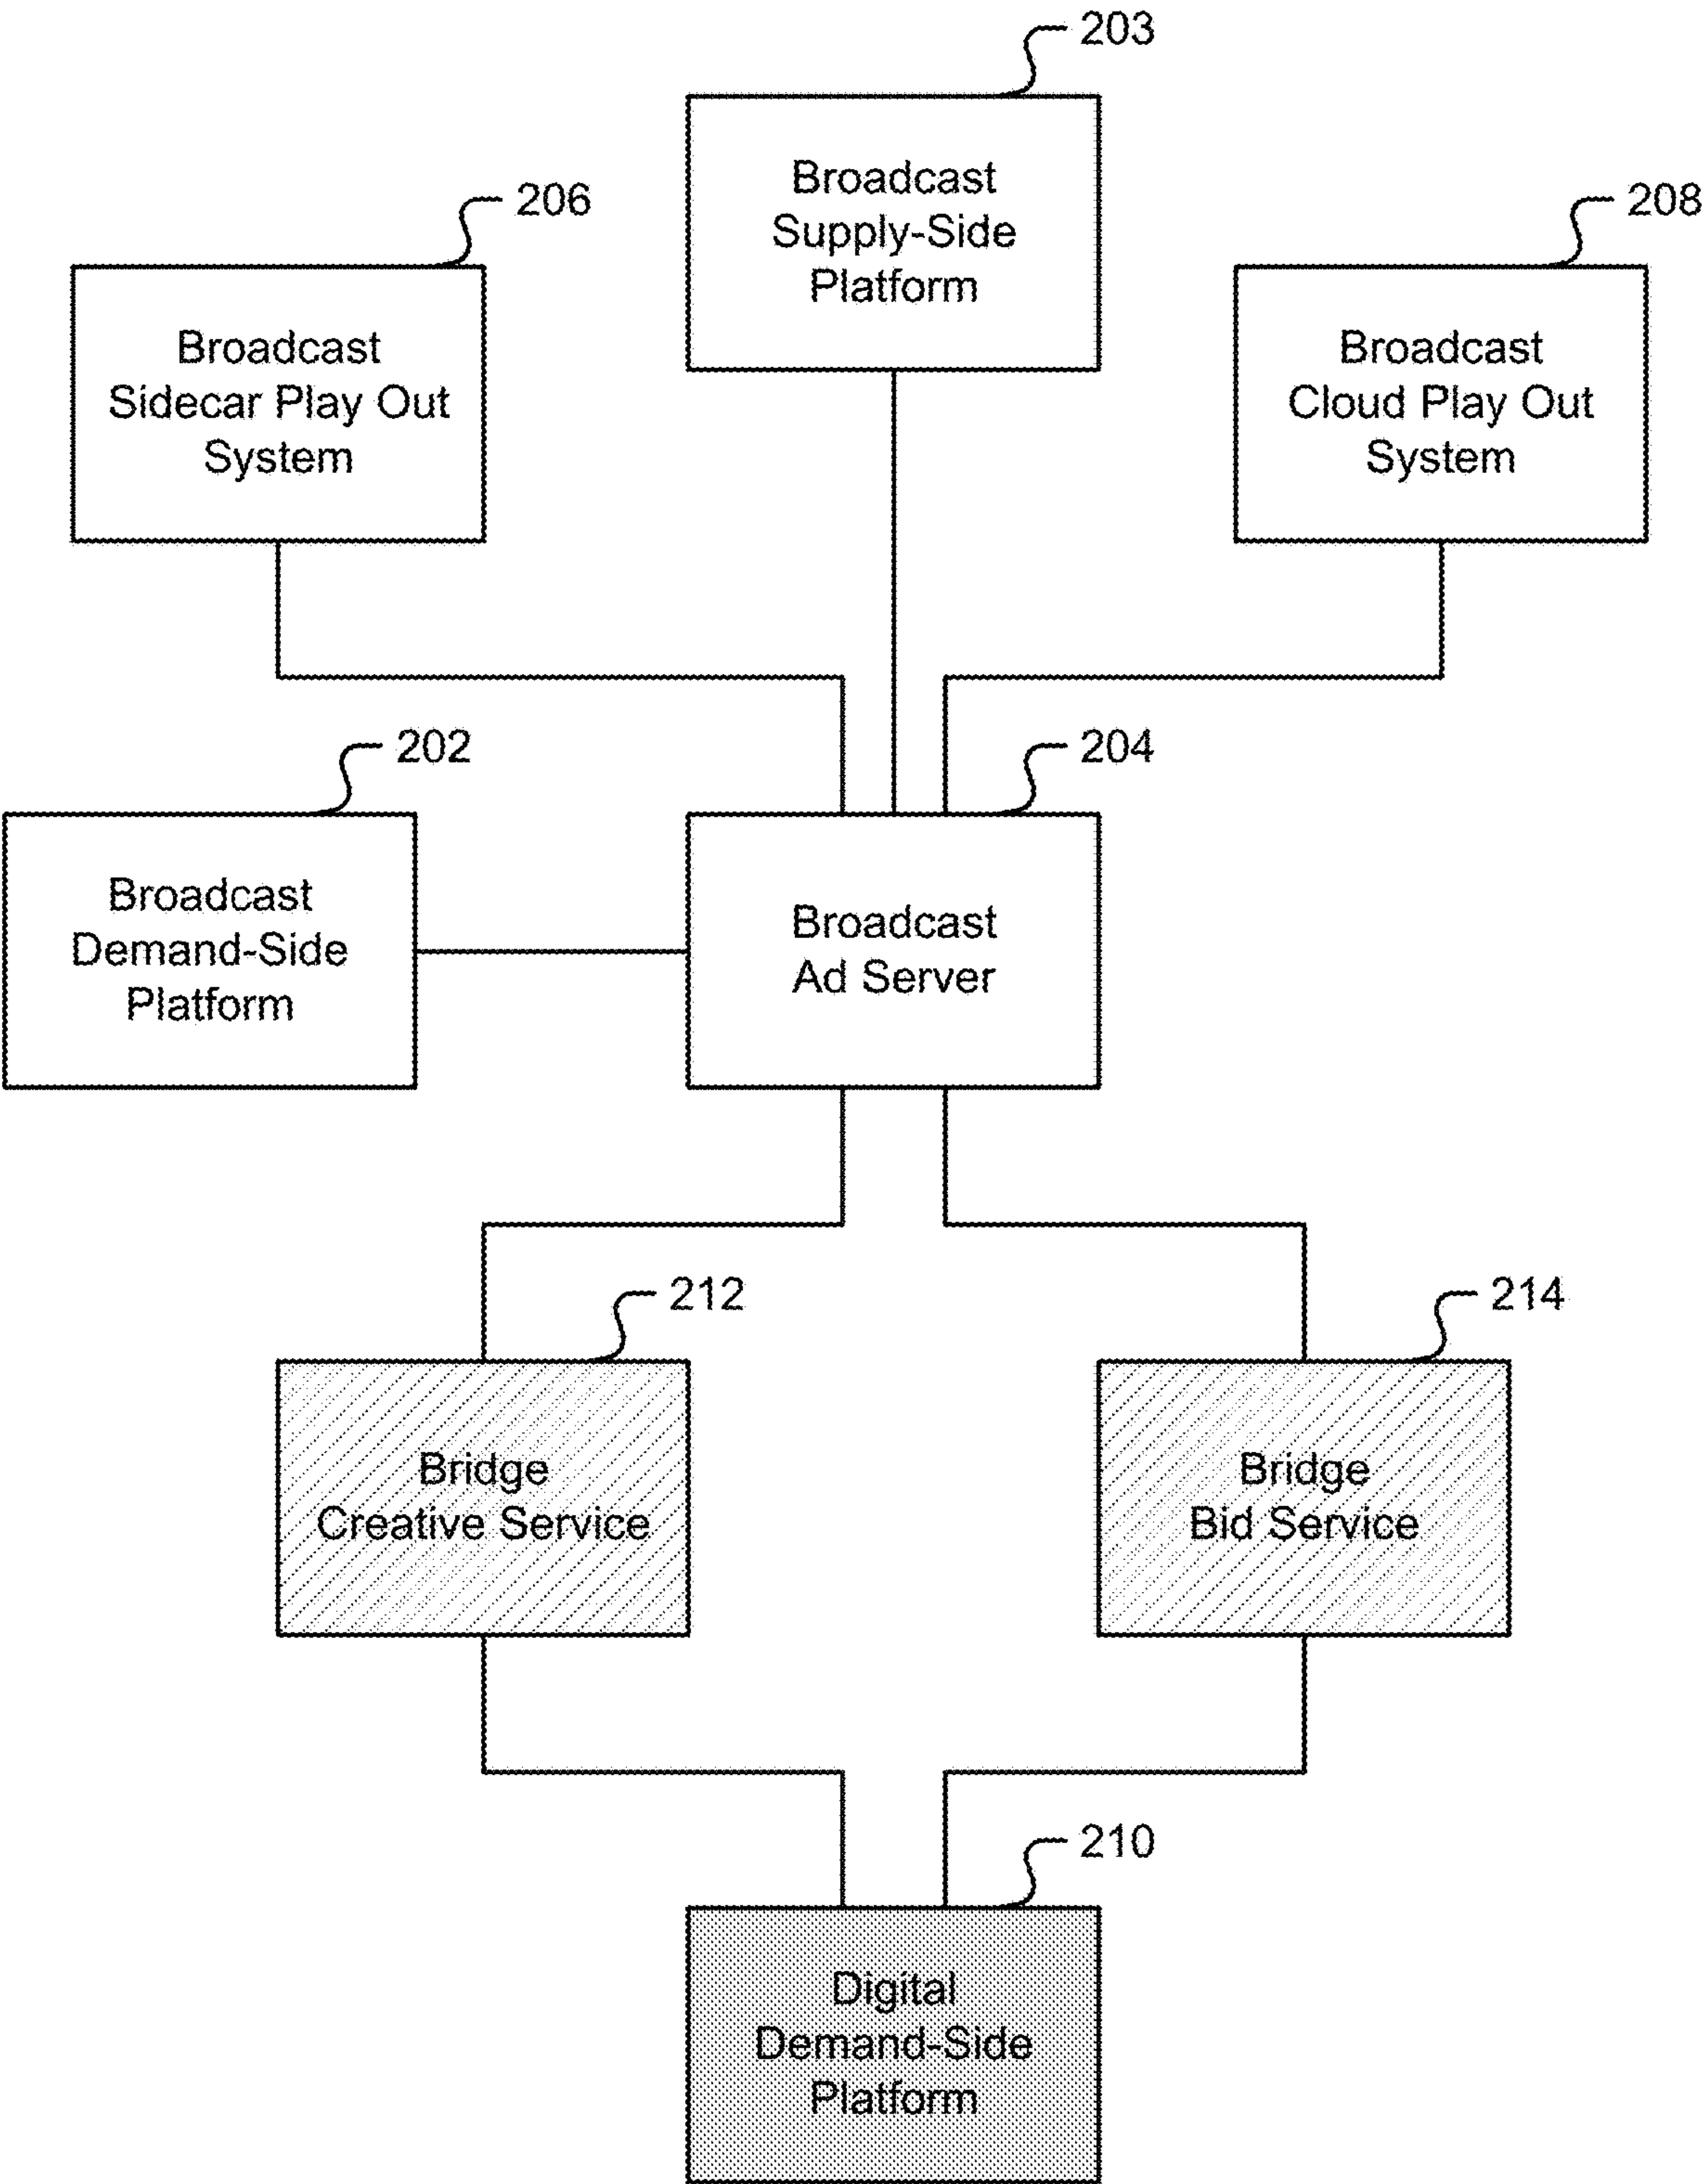 203
Broadcast
Supply-Side
Platform
206
Broadcast
Sidecar Play Out
System
208
Broadcast
Cloud Play Out
System
202
Broadcast
Demand-Side
Platform
204
Broadcast
Ad Server
212
Bridge
Creative Service
214
Bridge
Bid Service
210
Digital
Demand-Side
Platform